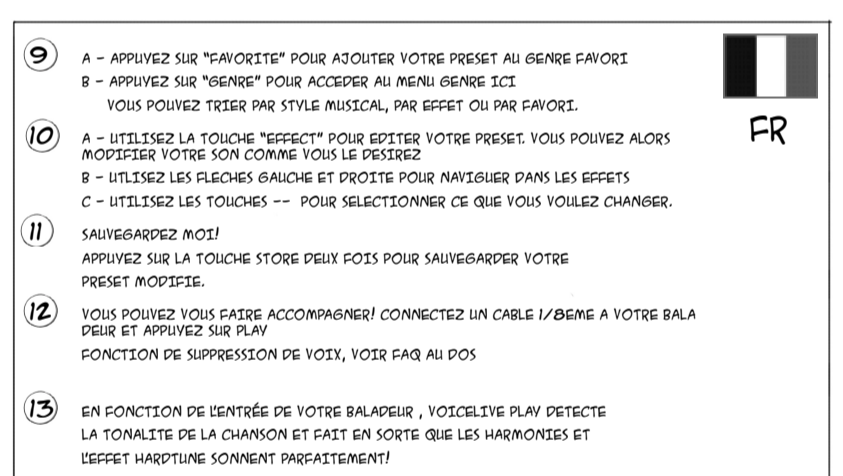 9
A - APPUYEZ SUR "FAVORITE" POUR AJOUTER VOTRE PRESET AU GENRE FAVORI
B - APPUYEZ SUR "GENRE" POUR ACCEDER AU MENU GENRE ICI
VOUS POUVEZ TRIER PAR STYLE MUSICAL, PAR EFFET OU PAR FAVORI.
FR
10
A - UTILISEZ LA TOUCHE "EFFECT" POUR EDITER VOTRE PRESET. VOUS POUVEZ ALORS
MODIFIER VOTRE SON COMME VOUS LE DESIREZ
B - UTLISEZ LES FLECHES GAUCHE ET DROITE POUR NAVIGUER DANS LES EFFETS
C - UTILISEZ LES TOUCHES -- POUR SELECTIONNER CE QUE VOUS VOULEZ CHANGER.
11
SAUVEGARDEZ MOI!
APPUYEZ SUR LA TOUCHE STORE DEUX FOIS POUR SAUVEGARDER VOTRE
PRESET MODIFIE.
12
VOUS POUVEZ VOUS FAIRE ACCOMPAGNER! CONNECTEZ UN CABLE 1/8EME A VOTRE BALA
DEUR ET APPUYEZ SUR PLAY
FONCTION DE SUPPRESSION DE VOIX, VOIR FAQ AU DOS
13
EN FONCTION DE L'ENTRÉE DE VOTRE BALADEUR , VOICELIVE PLAY DETECTE
LA TONALITE DE LA CHANSON ET FAIT EN SORTE QUE LES HARMONIES ET
L'EFFET HARDTUNE SONNENT PARFAITEMENT!